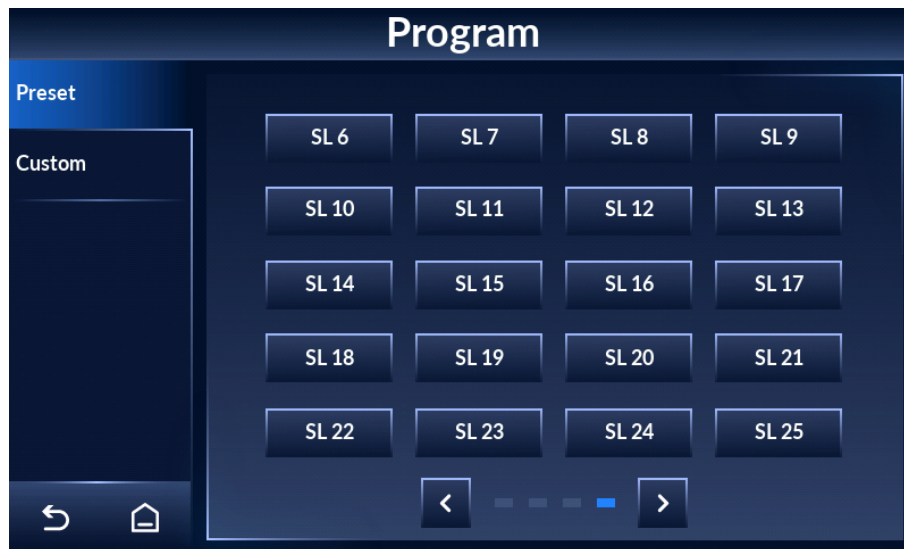 Program
Preset
Custom
SL 6 SL 7 SL 8 SL 9
SL 10 SL 11 SL 12 SL 13
SL 14 SL 15 SL 16 SL 17
SL 18 SL 19 SL 20 SL 21
SL 22 SL 23 SL 24 SL 25